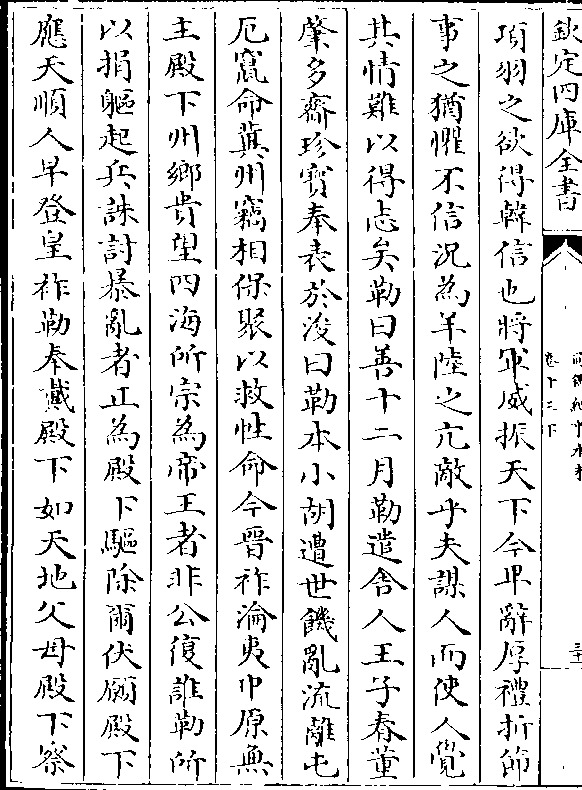 欽定四庫全書
卷十三下
項羽之欲得韓信也將軍威振天下今卑辭厚禮折節
事之猶懼不信況為羊陸之亢敵乎夫謀人而使人覺
其情難以得志矣勒曰善十二月勒遣舍人王子春董
肇多齎珍寶奉表於浚曰勒本小胡遭世饑亂流離屯
厄竄命冀州竊相保聚以救性命今晉祚淪夷中原無
主殿下州鄉貴望四海所宗為帝王者非公復誰勒所
以捐軀起兵誅討暴亂者正為殿下驅除爾伏願殿下
應天順人早登皇祚勒奉戴殿下如天地父母殿下察